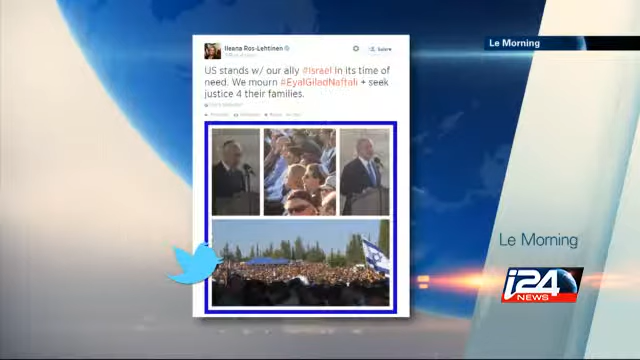 Le Morning
Ileana Ros-Lehtinen
US stands w/ our ally #Israel in its time of
need. We mourn #EyalGiladNaftali + seek
justice 4 their families.
Le Morning
i24
NEWS